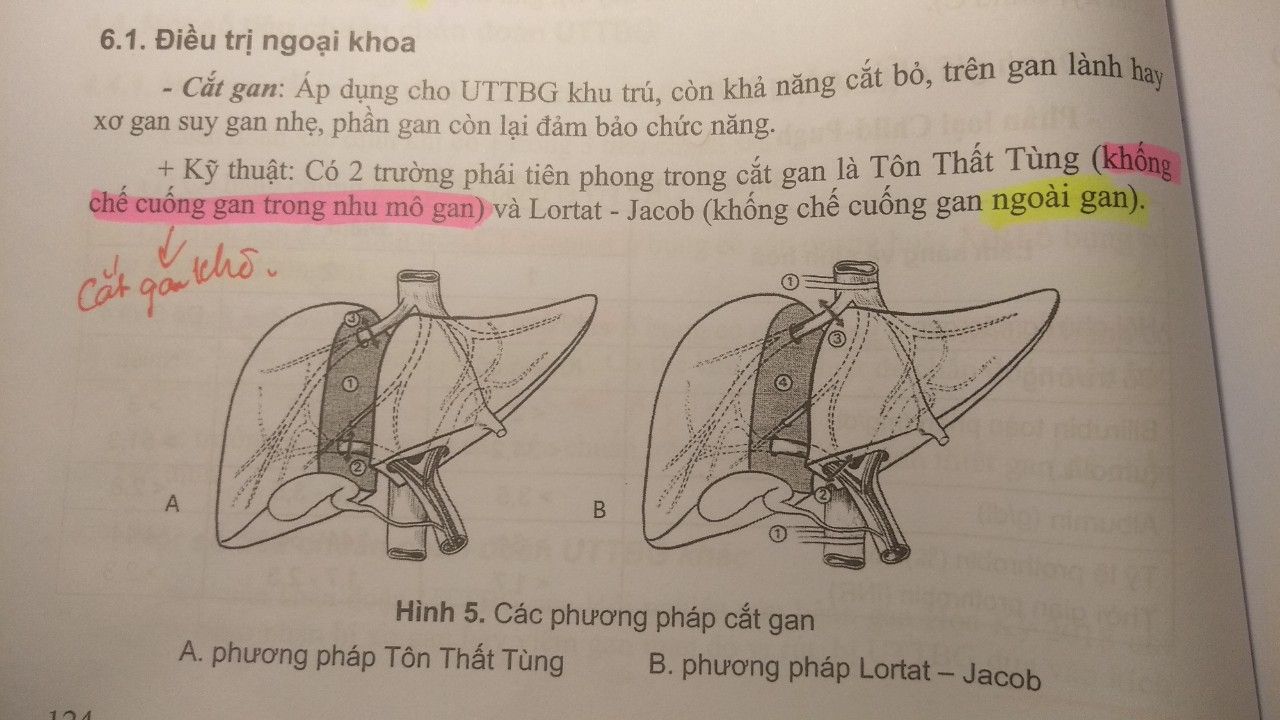 6.1. Điều trị ngoại khoa
- Cắt gan: Áp dụng cho UTTBG khu trú, còn khả năng cắt bỏ, trên gan lành hay
xơ gan suy gan nhẹ, phần gan còn lại đảm bảo chức năng.
+ Kỹ thuật: Có 2 trường phái tiên phong trong cắt gan là Tôn Thất Tùng (khống
chế cuống gan trong nhu mô gan) và Lortat - Jacob (khống chế cuống gan ngoài gan).
Cắt gan khô.
③
①
②
A
①
③
④
②
①
B
Hình 5. Các phương pháp cắt gan
A. phương pháp Tôn Thất Tùng
B. phương pháp Lortat – Jacob